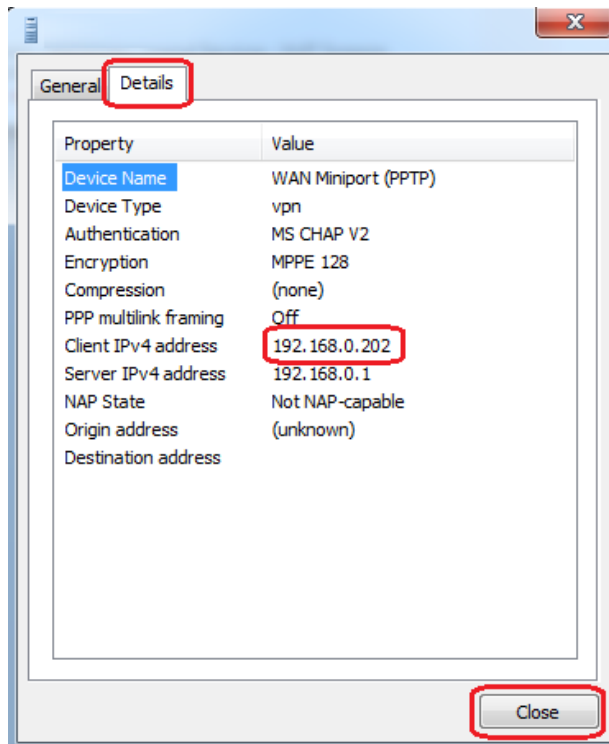 General Details
Property Value
Device Name WAN Miniport (PPTP)
Device Type vpn
Authentication MS CHAP V2
Encryption MPPE 128
Compression (none)
PPP multilink framing Off
Client IPv4 address 192.168.0.202
Server IPv4 address 192.168.0.1
NAP State Not NAP-capable
Origin address (unknown)
Destination address
Close